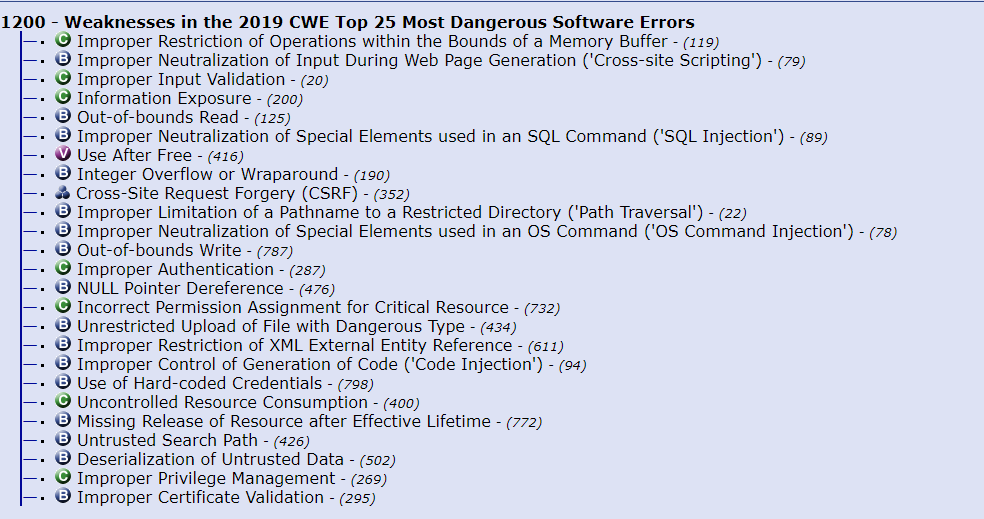 1200 - Weaknesses in the 2019 CWE Top 25 Most Dangerous Software Errors
C Improper Restriction of Operations within the Bounds of a Memory Buffer - (119)
B Improper Neutralization of Input During Web Page Generation ('Cross-site Scripting') - (79)
C Improper Input Validation - (20)
C Information Exposure - (200)
B Out-of-bounds Read - (125)
B Improper Neutralization of Special Elements used in an SQL Command ('SQL Injection') - (89)
V Use After Free - (416)
B Integer Overflow or Wraparound - (190)
Cross-Site Request Forgery (CSRF) - (352)
B Improper Limitation of a Pathname to a Restricted Directory ('Path Traversal') - (22)
B Improper Neutralization of Special Elements used in an OS Command ('OS Command Injection') - (78)
B Out-of-bounds Write - (787)
C Improper Authentication - (287)
B NULL Pointer Dereference - (476)
C Incorrect Permission Assignment for Critical Resource - (732)
B Unrestricted Upload of File with Dangerous Type - (434)
B Improper Restriction of XML External Entity Reference - (611)
B Improper Control of Generation of Code ('Code Injection') - (94)
B Use of Hard-coded Credentials - (798)
C Uncontrolled Resource Consumption - (400)
B Missing Release of Resource after Effective Lifetime - (772)
B Untrusted Search Path - (426)
B Deserialization of Untrusted Data - (502)
C Improper Privilege Management - (269)
B Improper Certificate Validation - (295)